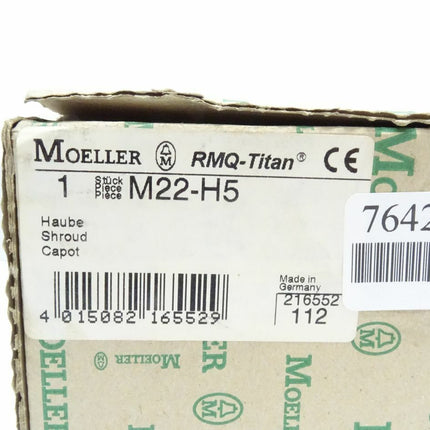 MOELLER RMQ-Titan® CE
1 Stück Piece Pièce M22-H5
Haube
Shroud
Capot
Made in
Germany
216552
112
4 015082 165529
7642
MOELLER
MOELLER
MOELLER